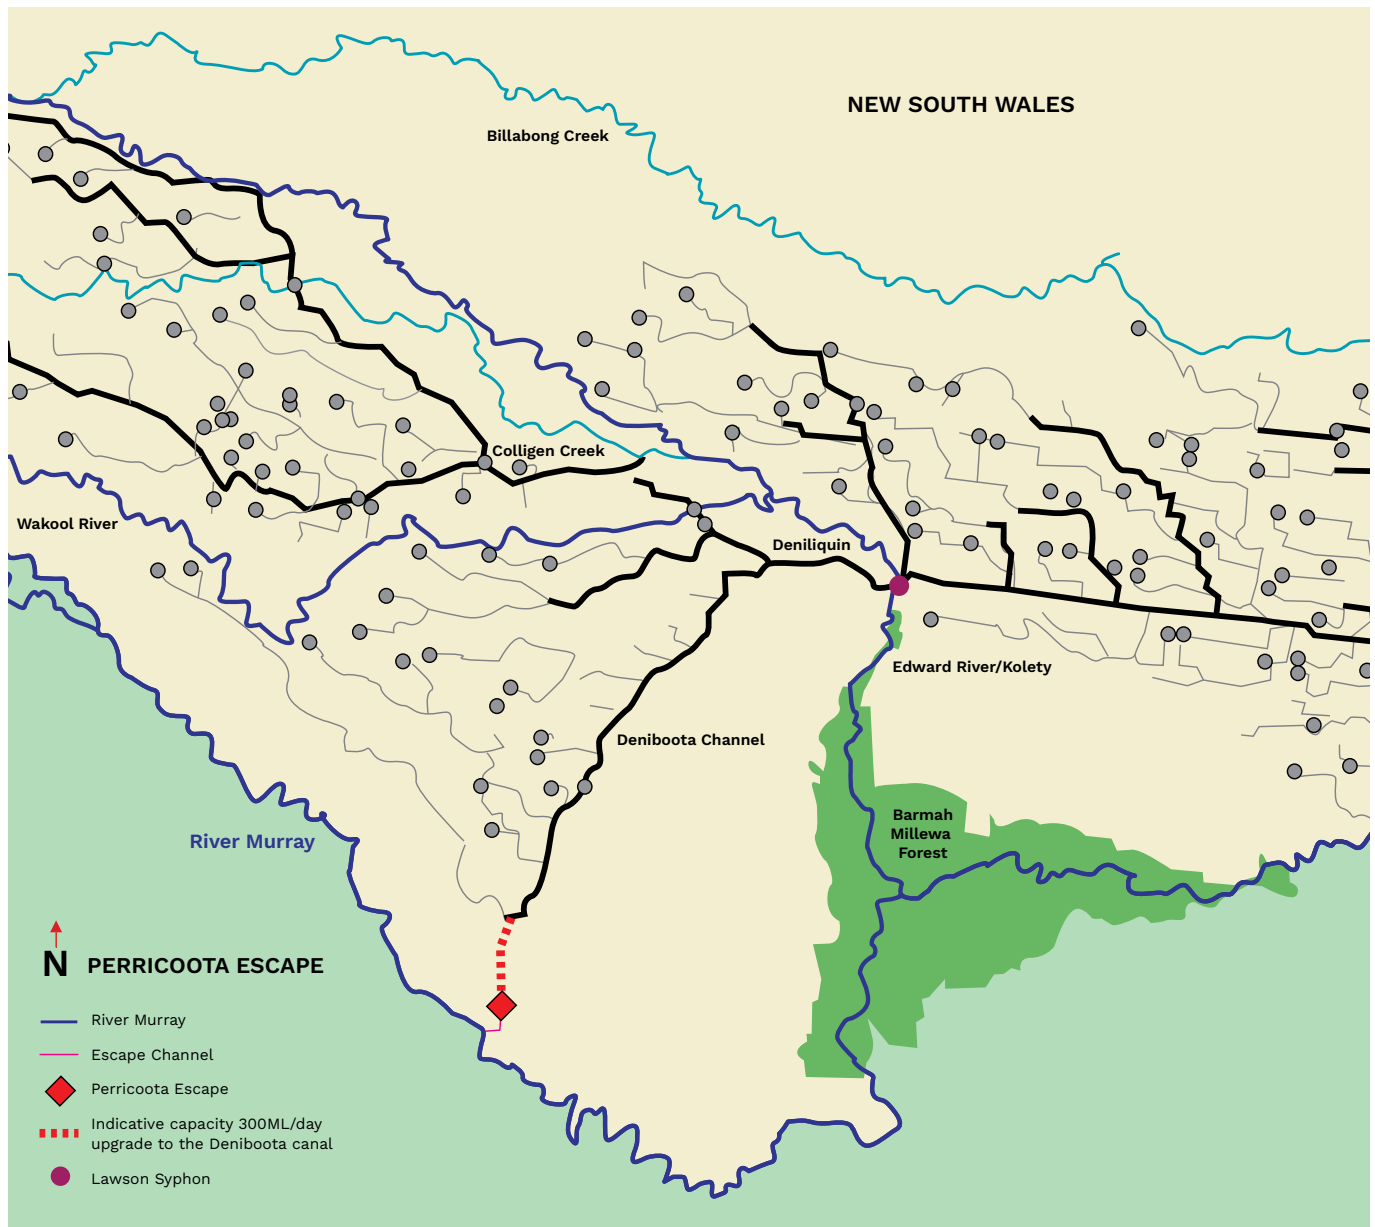 NEW SOUTH WALES
Billabong Creek
Colligen Creek
Wakool River
Deniliquin
Edward River/Kolety
Deniboota Channel
Barmah
Millewa
Forest
River Murray
N PERRICOOTA ESCAPE
River Murray
Escape Channel
Perricoota Escape
Indicative capacity 300ML/day
upgrade to the Deniboota canal
Lawson Syphon